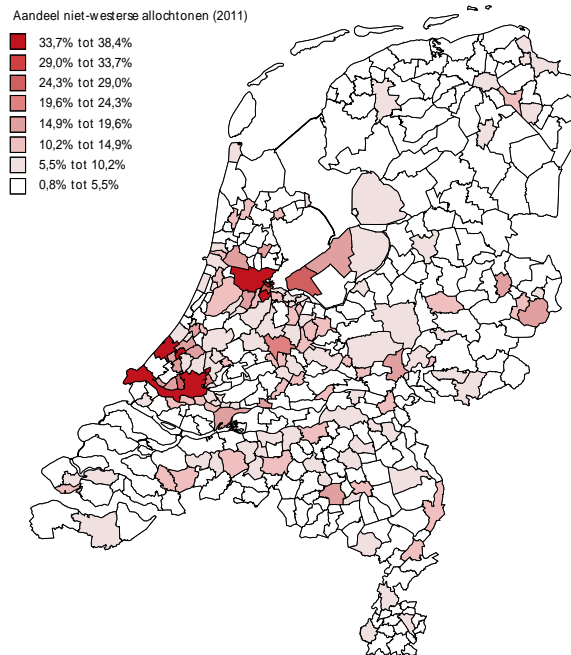 Aandeel niet-westerse allochtonen (2011)
33,7% tot 38,4%
29,0% tot 33,7%
24,3% tot 29,0%
19,6% tot 24,3%
14,9% tot 19,6%
10,2% tot 14,9%
5,5% tot 10,2%
0,8% tot 5,5%